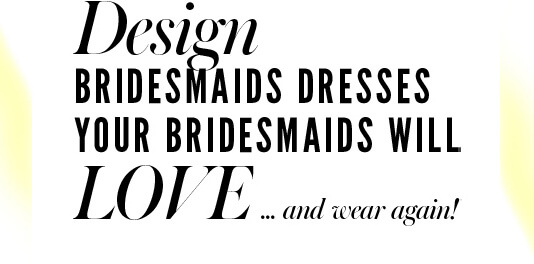 Design
BRIDESMAIDS DRESSES
YOUR BRIDESMAIDS WILL
LOVE ... and wear again!